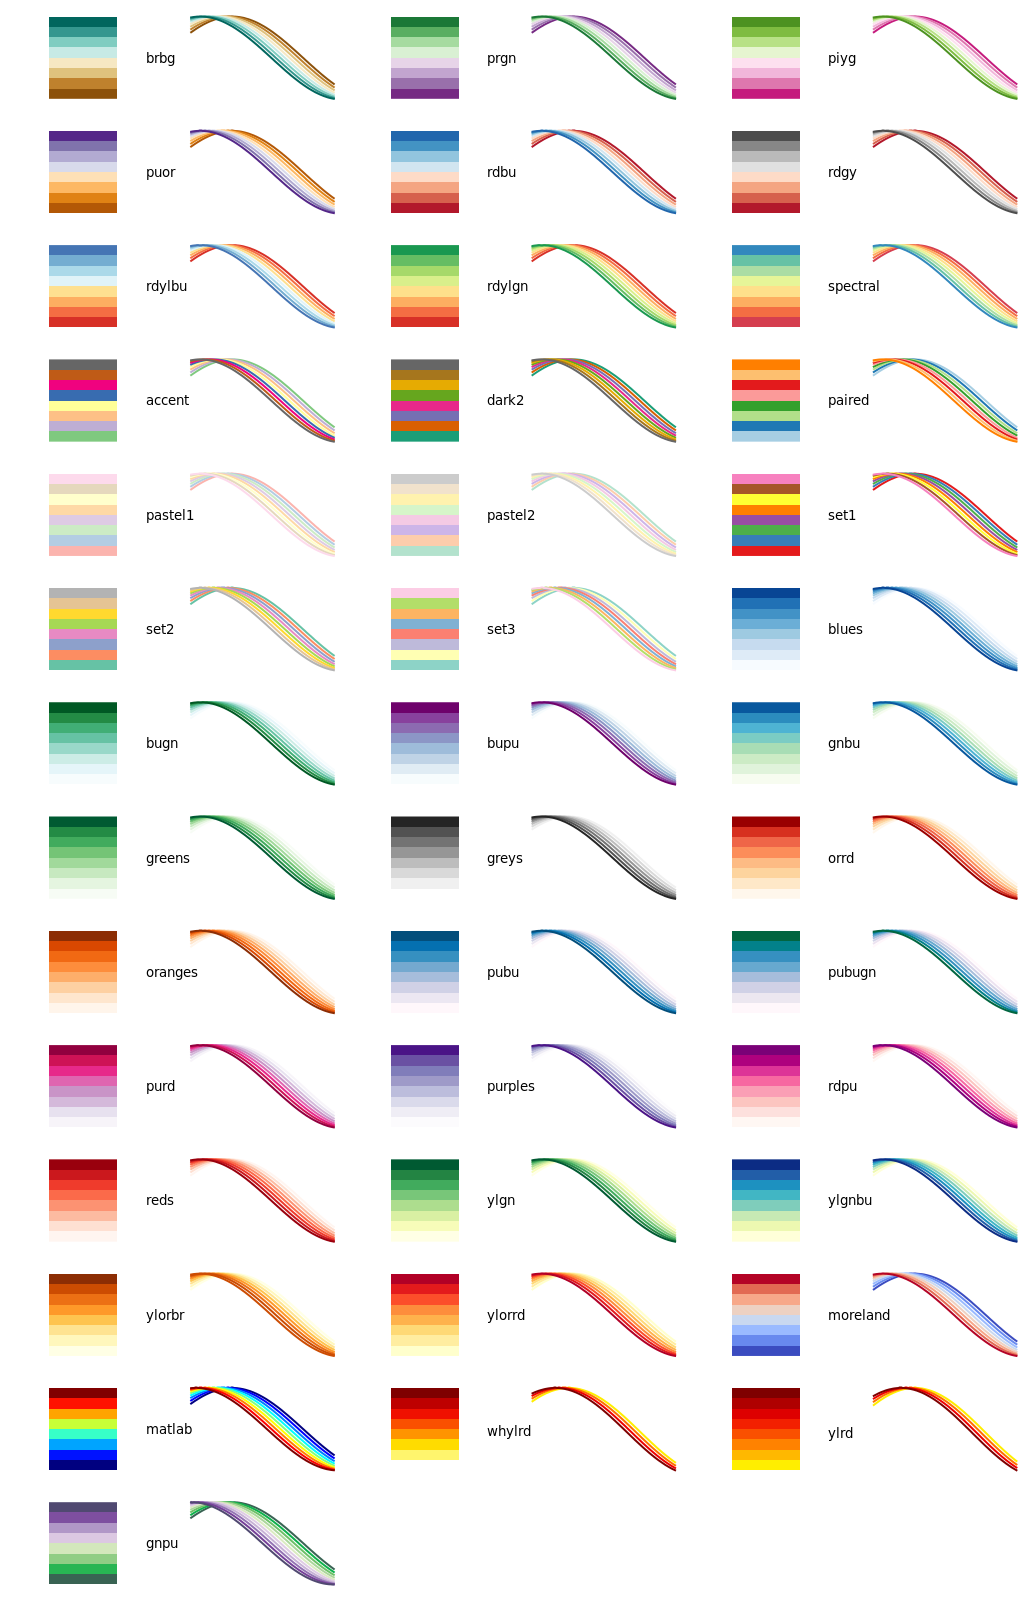 brbg
prgn
piyg
puor
rdbu
rdgy
rdylbu
rdylgn
spectral
accent
dark2
paired
pastel1
pastel2
set1
set2
set3
blues
bugn
bupu
gnbu
greens
greys
orrd
oranges
pubu
pubugn
purd
purples
rdpu
reds
ylgn
ylgnbu
ylorbr
ylorrd
moreland
matlab
whylrd
ylrd
gnpu